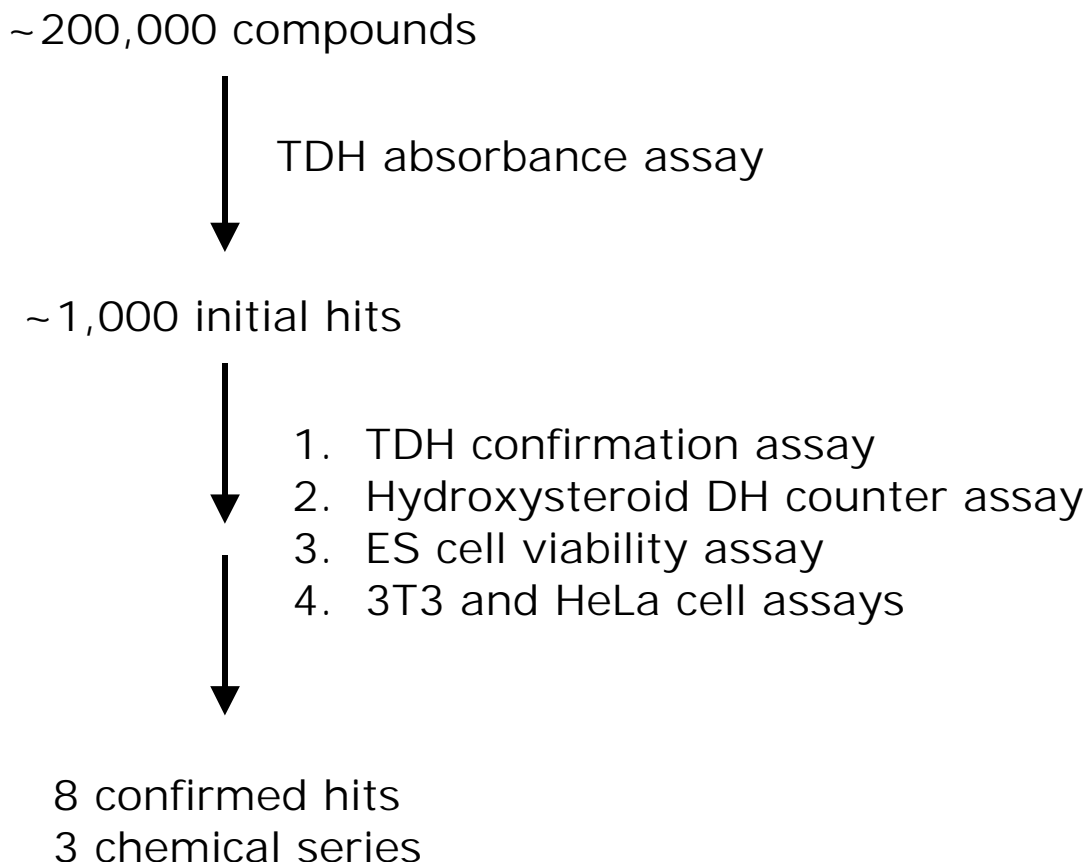 ~200,000 compounds
TDH absorbance assay
~1,000 initial hits
1. TDH confirmation assay
2. Hydroxysteroid DH counter assay
3. ES cell viability assay
4. 3T3 and HeLa cell assays
8 confirmed hits
3 chemical series